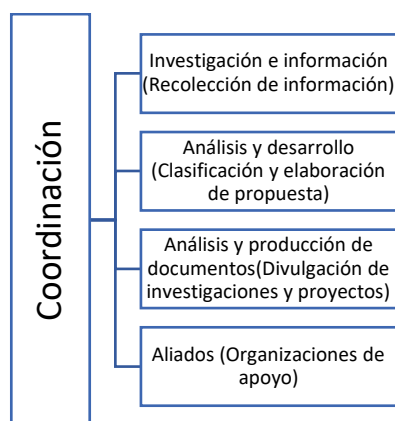 Coordinación
Investigación e información
(Recolección de información)
Análisis y desarrollo
(Clasificación y elaboración
de propuesta)
Análisis y producción de
documentos(Divulgación de
investigaciones y proyectos)
Aliados (Organizaciones de
apoyo)